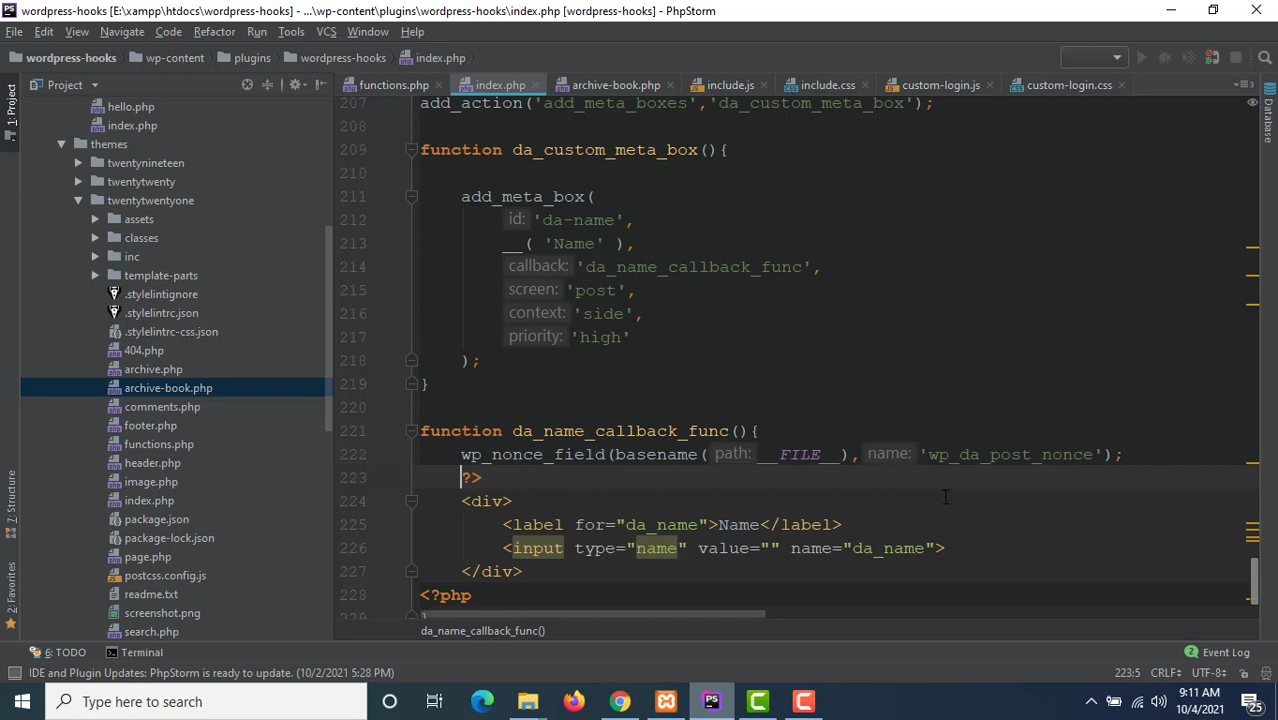 wordpress-hooks [E:\xampp\htdocs\wordpress-hooks] - ...\wp-content\plugins\wordpress-hooks\index.php [wordpress-hooks] - PhpStorm
File Edit View Navigate Code Refactor Run Tools VCS Window Help
wordpress-hooks wp-content plugins wordpress-hooks index.php
Project
functions.php index.php archive-book.php include.js include.css custom-login.js custom-login.css
1: Project
7: Structure
2: Favorites
Database
hello.php
index.php
themes
twentynineteen
twentytwenty
twentytwentyone
assets
classes
inc
template-parts
.stylelintignore
.stylelintrc.json
.stylelintrc-css.json
404.php
archive.php
archive-book.php
comments.php
footer.php
functions.php
header.php
image.php
index.php
package.json
package-lock.json
page.php
postcss.config.js
readme.txt
screenshot.png
search.php
207 add_action('add_meta_boxes','da_custom_meta_box');
208
209 function da_custom_meta_box(){
210
211 add_meta_box(
212 id: 'da-name',
213 __( 'Name' ),
214 callback: 'da_name_callback_func',
215 screen: 'post',
216 context: 'side',
217 priority: 'high'
218 );
219 }
220
221 function da_name_callback_func(){
222 wp_nonce_field(basename( path: __FILE__), name: 'wp_da_post_nonce');
223 ?>
224 <div>
225 <label for="da_name">Name</label>
226 <input type="name" value="" name="da_name">
227 </div>
228 <?php
229 }
da_name_callback_func()
6: TODO Terminal 2 Event Log
IDE and Plugin Updates: PhpStorm is ready to update. (10/2/2021 5:28 PM) 223:5 CRLF÷ UTF-8÷
Type here to search
9:11 AM
10/4/2021
25